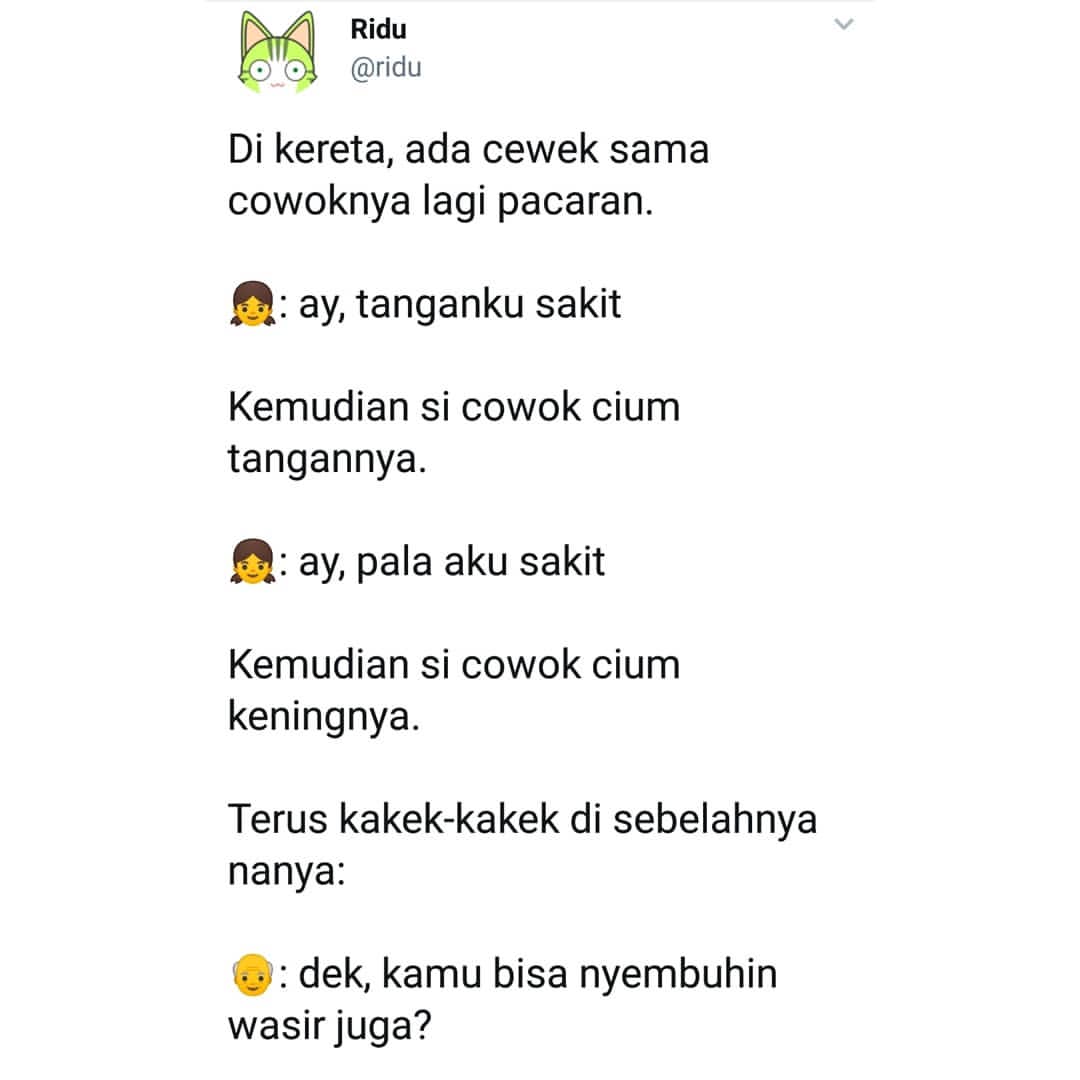 Ridu
@ridu
Di kereta, ada cewek sama
cowoknya lagi pacaran.
👧: ay, tanganku sakit
Kemudian si cowok cium
tangannya.
👧: ay, pala aku sakit
Kemudian si cowok cium
keningnya.
Terus kakek-kakek di sebelahnya
nanya:
👴: dek, kamu bisa nyembuhin
wasir juga?